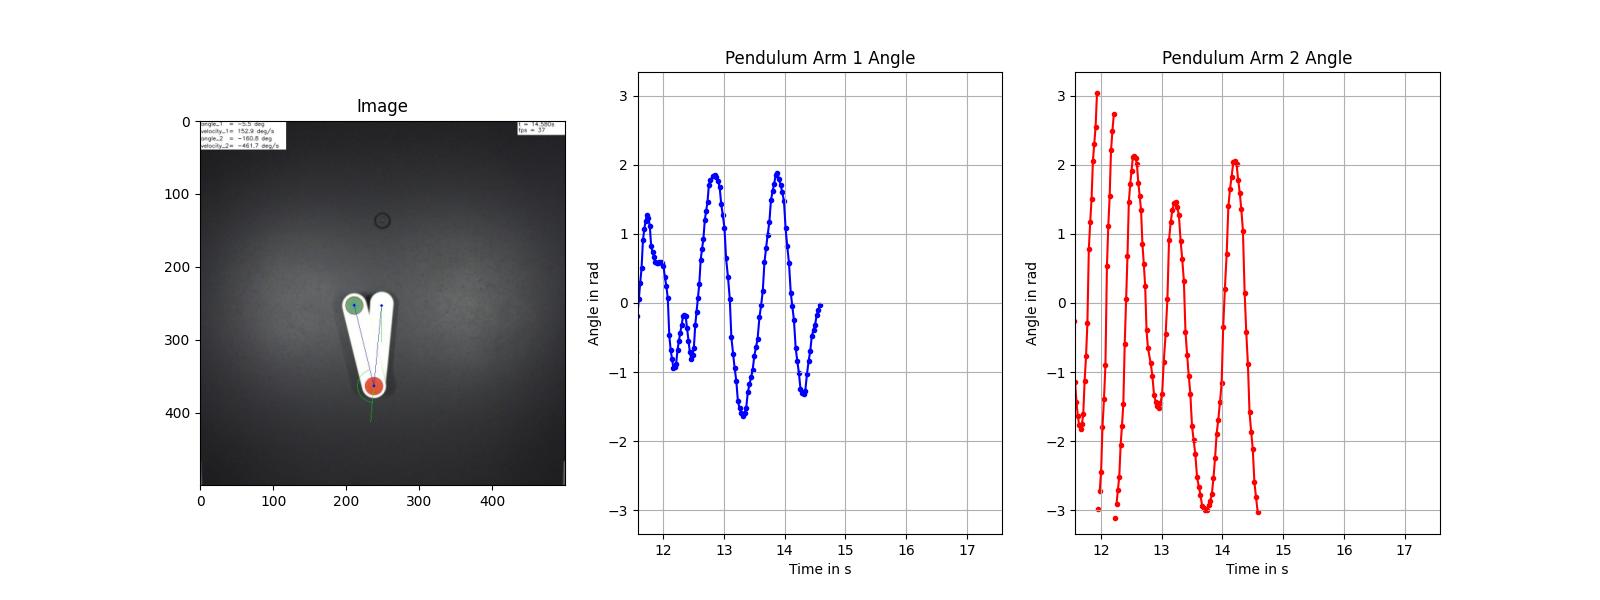 Image
angle_1 = -5.5 deg
velocity_1= 152.9 deg/s
angle_2 = -160.8 deg
velocity_2= -461.7 deg/s
t = 14.580s
fps = 37
0
100
200
300
400
0 100 200 300 400
Pendulum Arm 1 Angle
Angle in rad
3
2
1
0
−1
−2
−3
12 13 14 15 16 17
Time in s
Pendulum Arm 2 Angle
Angle in rad
3
2
1
0
−1
−2
−3
12 13 14 15 16 17
Time in s